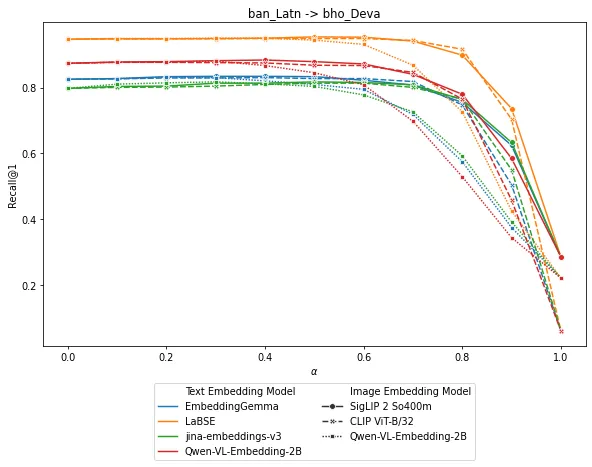 ban_Latn -> bho_Deva
Recall@1
0.8
0.6
0.4
0.2
0.0 0.2 0.4 0.6 0.8 1.0
α
Text Embedding Model Image Embedding Model
EmbeddingGemma SigLIP 2 So400m
LaBSE CLIP ViT-B/32
jina-embeddings-v3 Qwen-VL-Embedding-2B
Qwen-VL-Embedding-2B